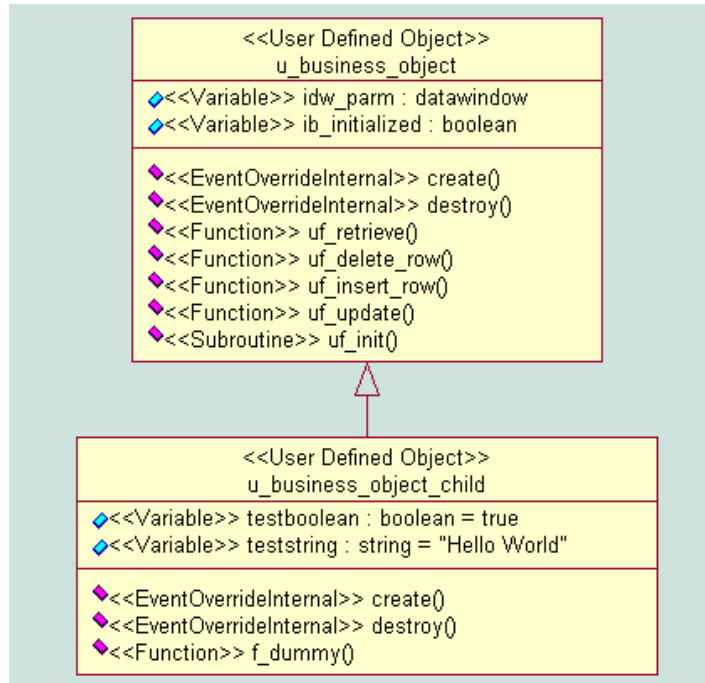 <<User Defined Object>>
u_business_object
<<Variable>> idw_parm : datawindow
<<Variable>> ib_initialized : boolean
<<EventOverrideInternal>> create()
<<EventOverrideInternal>> destroy()
<<Function>> uf_retrieve()
<<Function>> uf_delete_row()
<<Function>> uf_insert_row()
<<Function>> uf_update()
<<Subroutine>> uf_init()
<<User Defined Object>>
u_business_object_child
<<Variable>> testboolean : boolean = true
<<Variable>> teststring : string = "Hello World"
<<EventOverrideInternal>> create()
<<EventOverrideInternal>> destroy()
<<Function>> f_dummy()